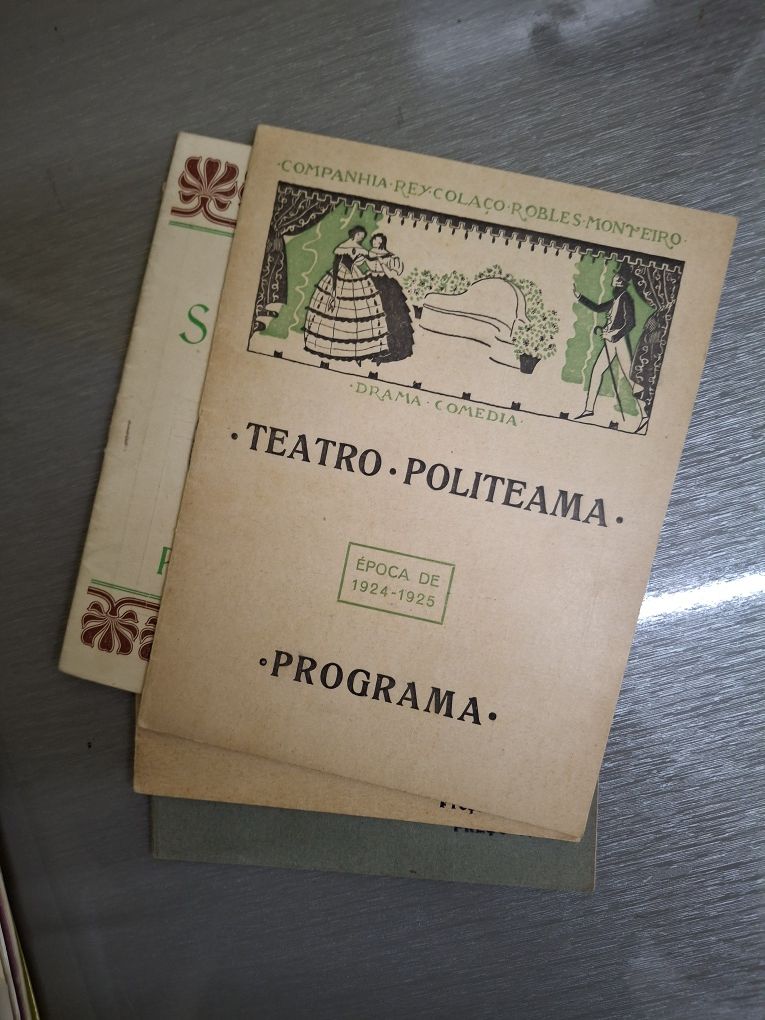 ·COMPANHIA·REY·COLAÇO·ROBLES·MONTEIRO·
·DRAMA·COMEDIA·
·TEATRO·POLITEAMA·
ÉPOCA DE
1924-1925
·PROGRAMA·
S
P